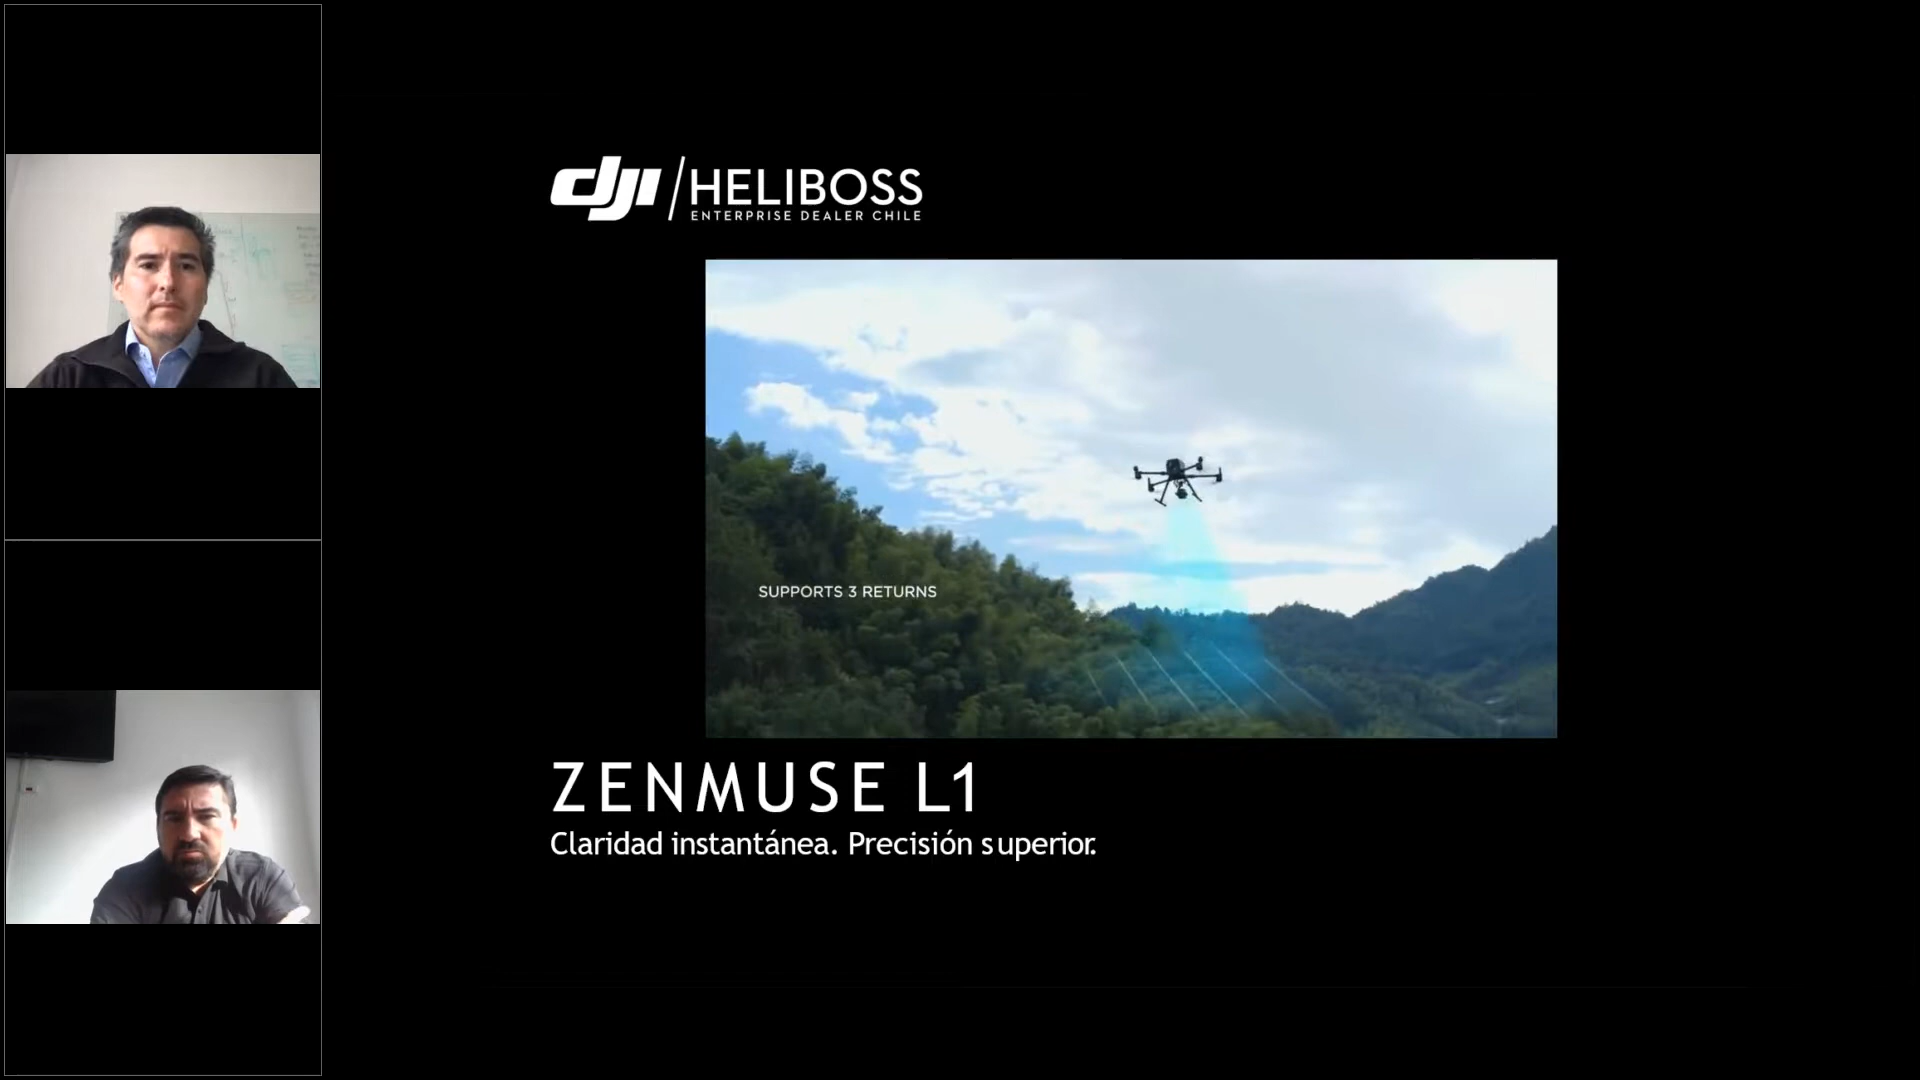 dji HELIBOSS
ENTERPRISE DEALER CHILE
SUPPORTS 3 RETURNS
ZENMUSE L1
Claridad instantánea. Precisión superior.